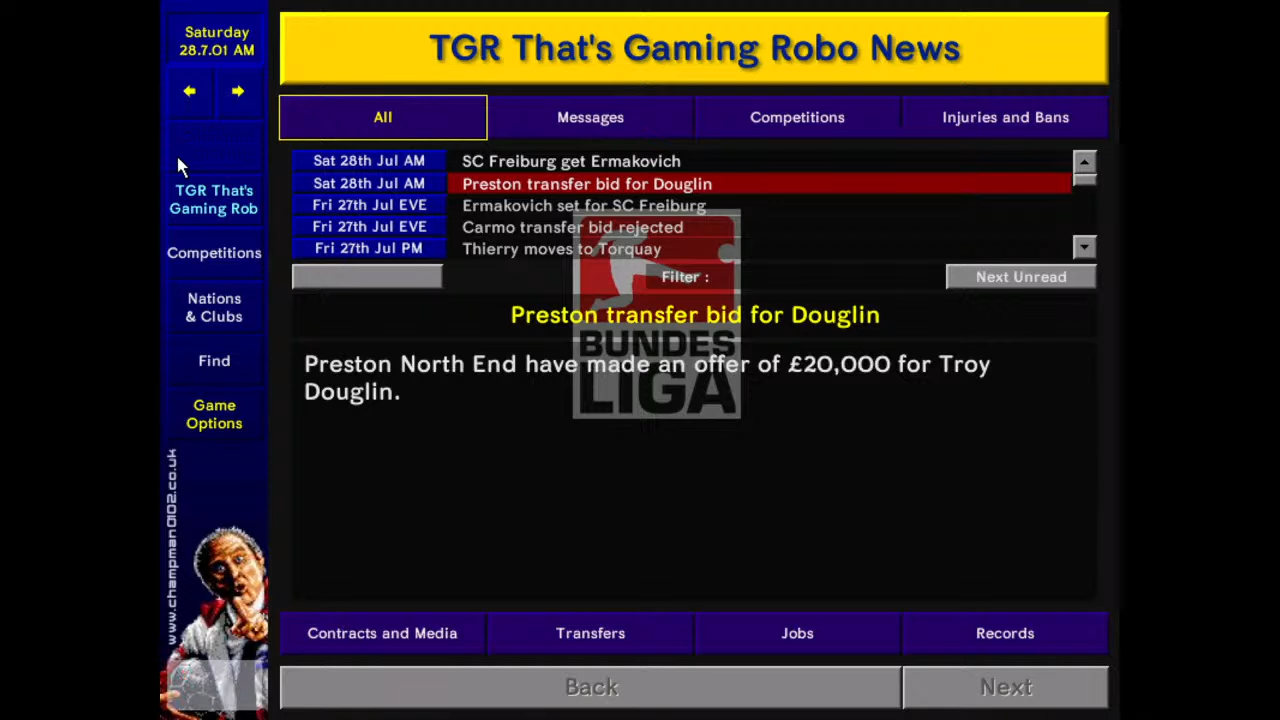 Saturday
28.7.01 AM
TGR That's Gaming Robo News
All
Messages
Competitions
Injuries and Bans
Sat 28th Jul AM SC Freiburg get Ermakovich
Sat 28th Jul AM Preston transfer bid for Douglin
Fri 27th Jul EVE Ermakovich set for SC Freiburg
Fri 27th Jul EVE Carmo transfer bid rejected
Fri 27th Jul PM Thierry moves to Torquay
Filter :
Next Unread
TGR That's
Gaming Rob
Competitions
Nations
& Clubs
Find
Game
Options
www.champman0102.co.uk
Preston transfer bid for Douglin
Preston North End have made an offer of £20,000 for Troy
Douglin.
BUNDES
LIGA
Contracts and Media
Transfers
Jobs
Records
Back
Next